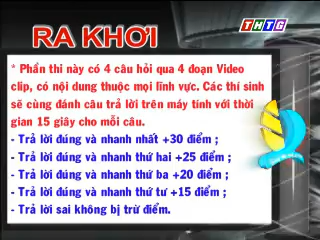 THTG
RA KHƠI
* Phần thi này có 4 câu hỏi qua 4 đoạn Video
clip, có nội dung thuộc mọi lĩnh vực. Các thí sinh
sẽ cùng đánh câu trả lời trên máy tính với thời
gian 15 giây cho mỗi câu.
- Trả lời đúng và nhanh nhất +30 điểm ;
- Trả lời đúng và nhanh thứ hai +25 điểm ;
- Trả lời đúng và nhanh thứ ba +20 điểm ;
- Trả lời đúng và nhanh thứ tư +15 điểm ;
- Trả lời sai không bị trừ điểm.